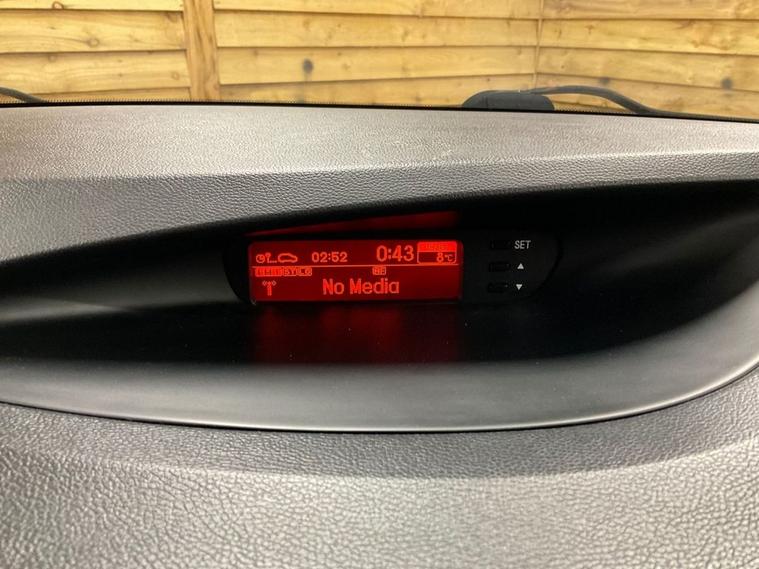 02:52 0:43 8°C
No Media
SET
▲
▼